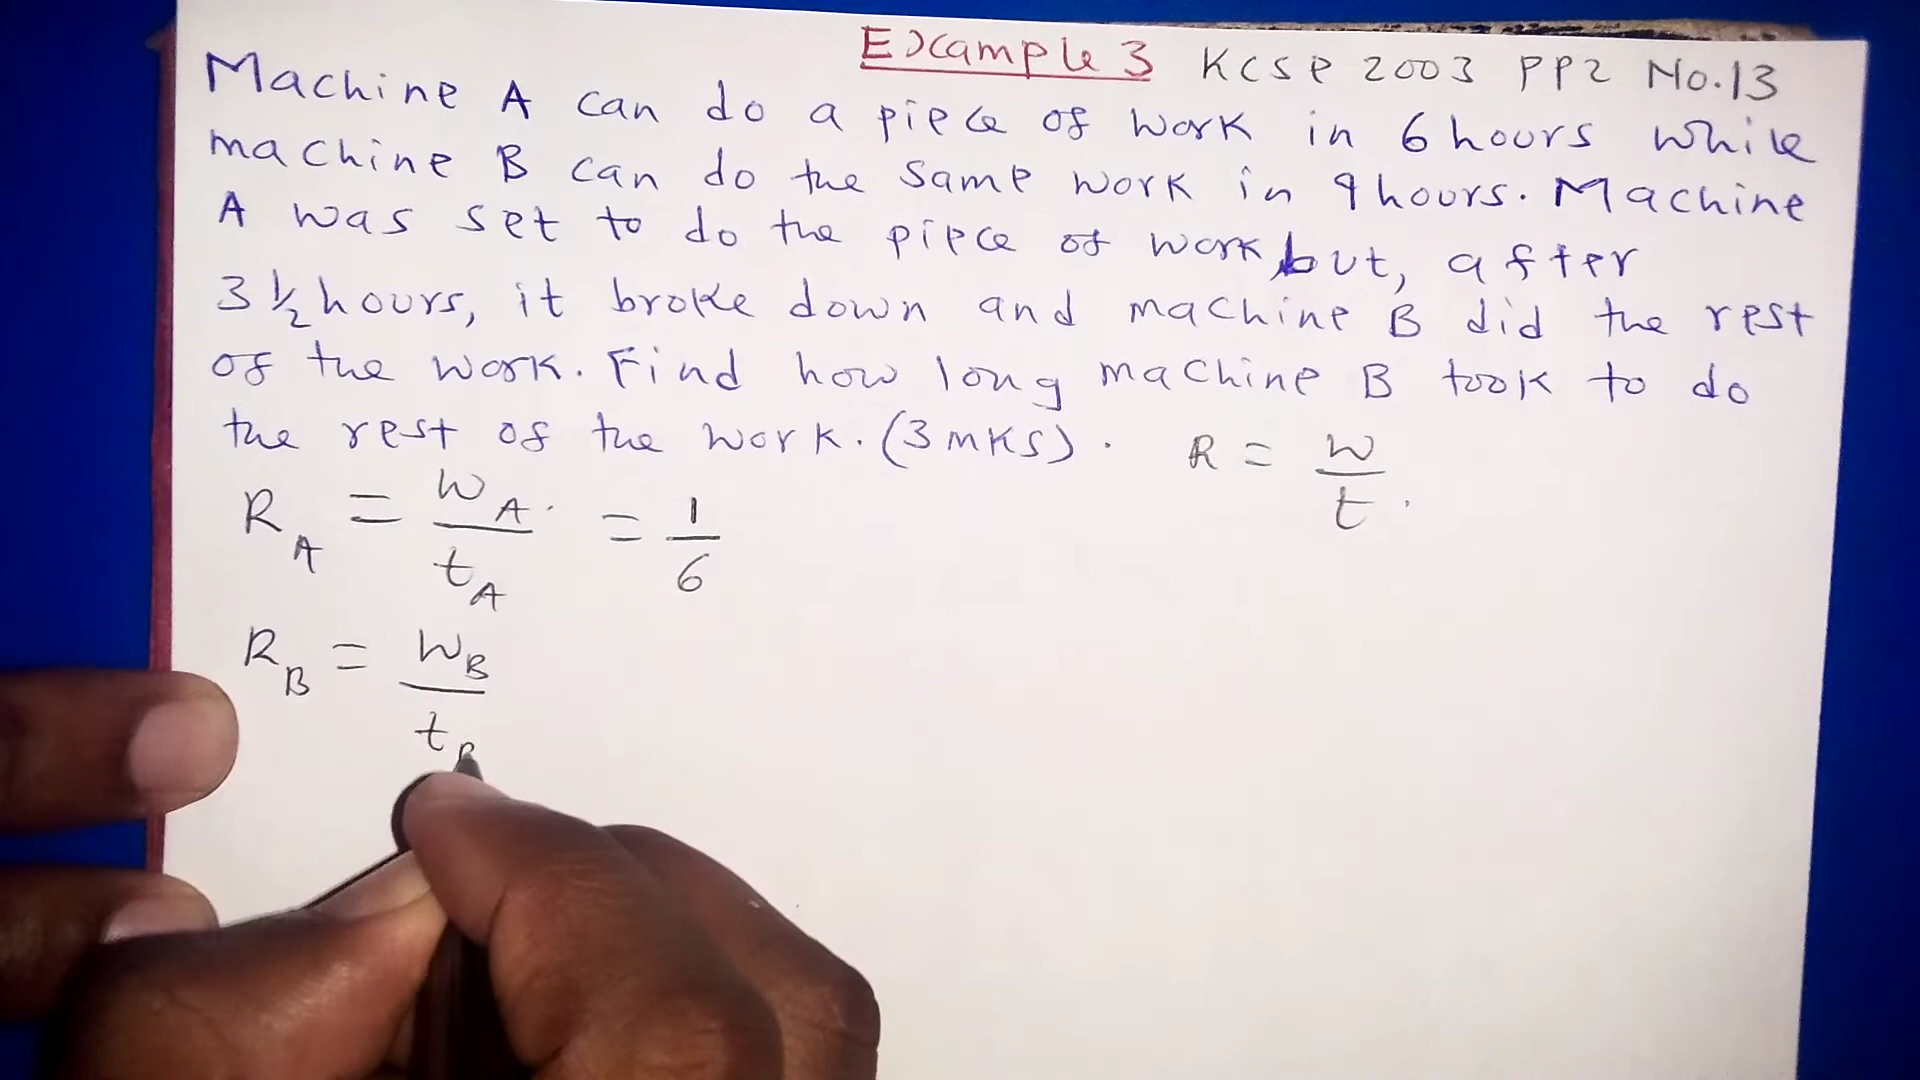 Example 3 KCSP 2003 PP2 No.13
Machine A can do a piece of work in 6 hours while
machine B can do the same work in 9 hours. Machine
A was set to do the piece of work but, after
3 ½ hours, it broke down and machine B did the rest
of the work. Find how long machine B took to do
the rest of the work. (3 mks). R = W/t.
R_A = W_A/t_A = 1/6
R_B = W_B/t_B